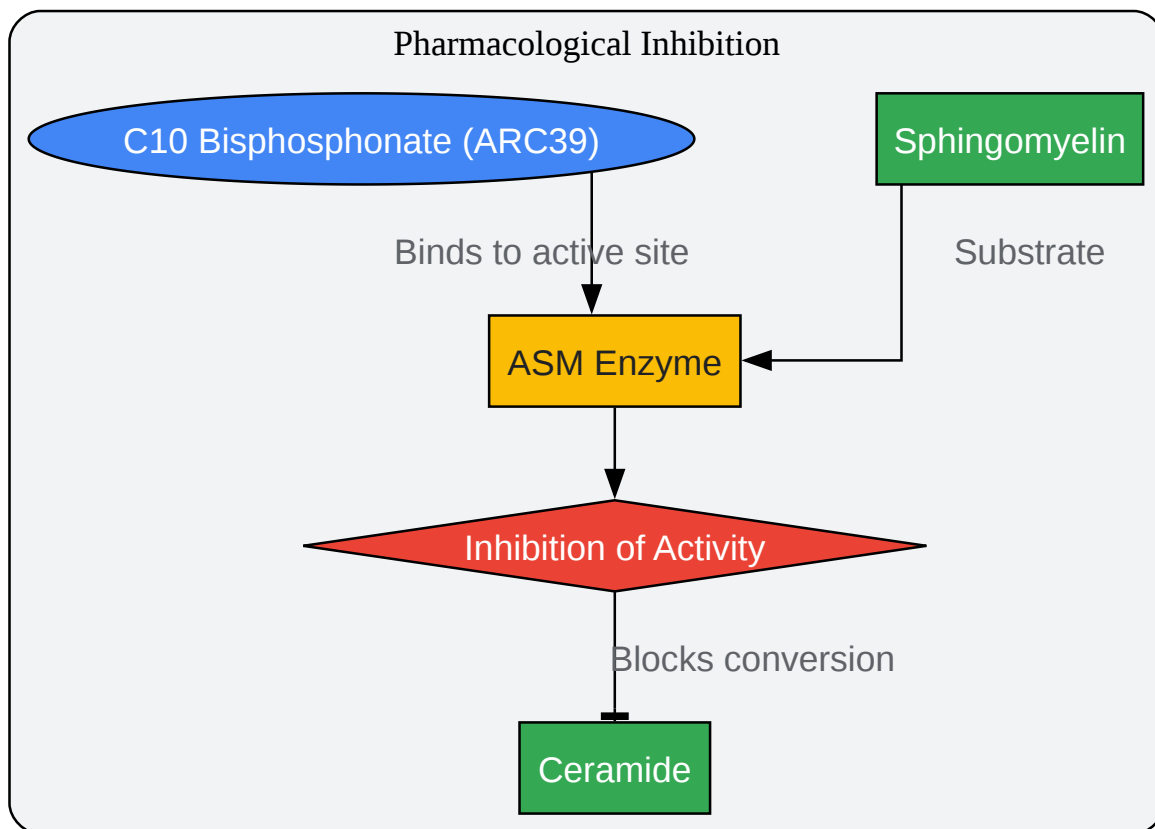 Pharmacological Inhibition
C10 Bisphosphonate (ARC39)
Sphingomyelin
Binds to active site
Substrate
ASM Enzyme
Inhibition of Activity
Blocks conversion
Ceramide